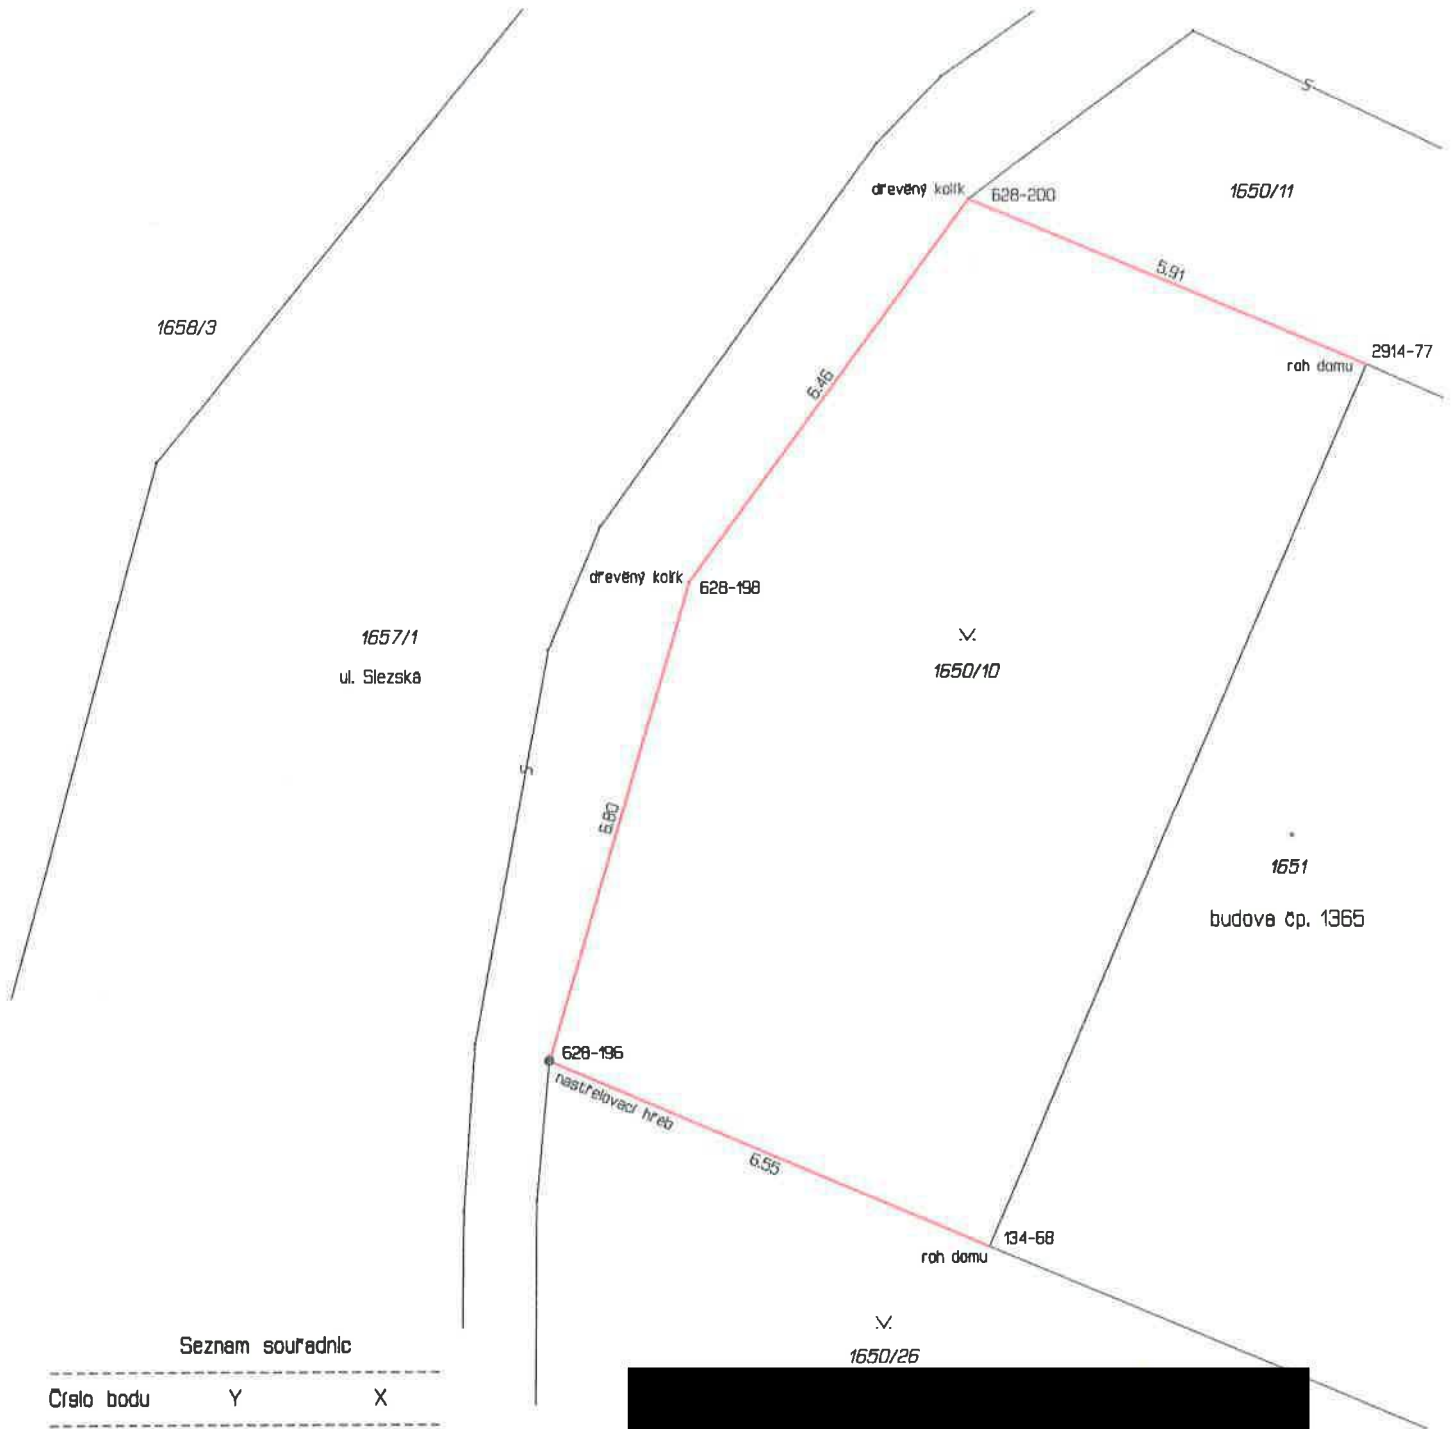 S
dřevěný kolík 628-200
1650/11
5.91
1658/3
2914-77
roh domu
6.46
dřevěný kolík
628-198
1657/1
ul. Slezská
.V.
1650/10
S
6.80
1651
budova čp. 1365
628-196
nastřelovací hřeb
6.55
134-68
roh domu
.V.
1650/26
Seznam souřadnic
Číslo bodu Y X